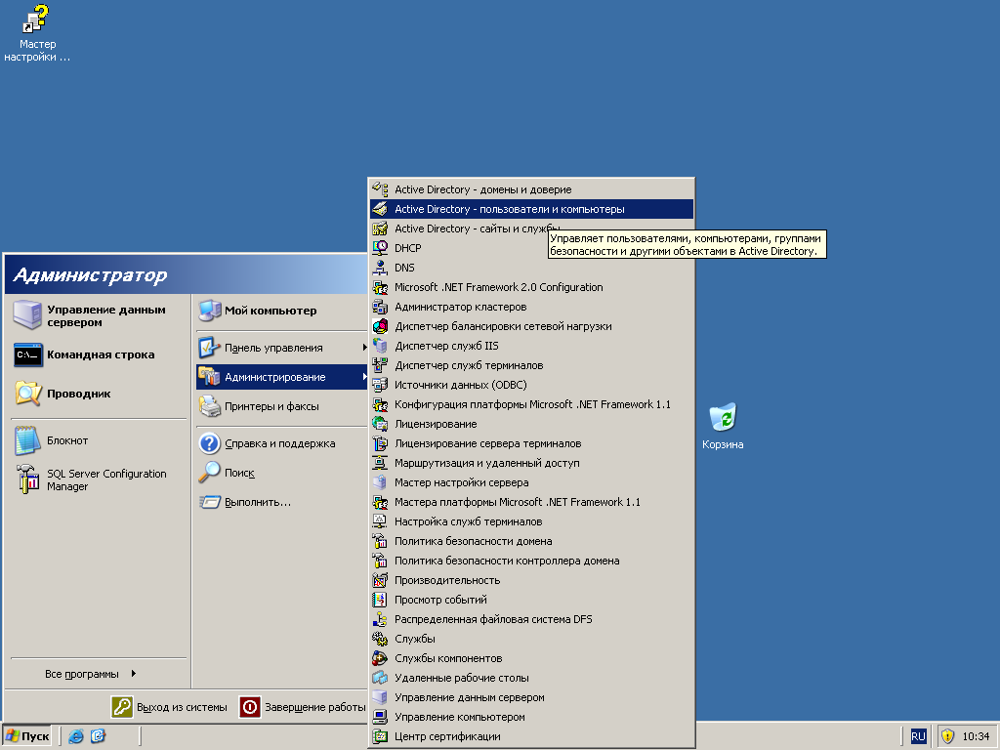 Мастер
настройки ...
Администратор
Управление данным
сервером
Командная строка
Проводник
Блокнот
SQL Server Configuration
Manager
Все программы
Мой компьютер
Панель управления
Администрирование
Принтеры и факсы
Справка и поддержка
Поиск
Выполнить...
Выход из системы
Завершение работы
Active Directory - домены и доверие
Active Directory - пользователи и компьютеры
Active Directory - сайты и службы
Управляет пользователями, компьютерами, группами
безопасности и другими объектами в Active Directory.
DHCP
DNS
Microsoft .NET Framework 2.0 Configuration
Администратор кластеров
Диспетчер балансировки сетевой нагрузки
Диспетчер служб IIS
Диспетчер служб терминалов
Источники данных (ODBC)
Конфигурация платформы Microsoft .NET Framework 1.1
Лицензирование
Лицензирование сервера терминалов
Маршрутизация и удаленный доступ
Мастер настройки сервера
Мастера платформы Microsoft .NET Framework 1.1
Настройка служб терминалов
Политика безопасности домена
Политика безопасности контроллера домена
Производительность
Просмотр событий
Распределенная файловая система DFS
Службы
Службы компонентов
Удаленные рабочие столы
Управление данным сервером
Управление компьютером
Центр сертификации
Корзина
Пуск
RU
10:34